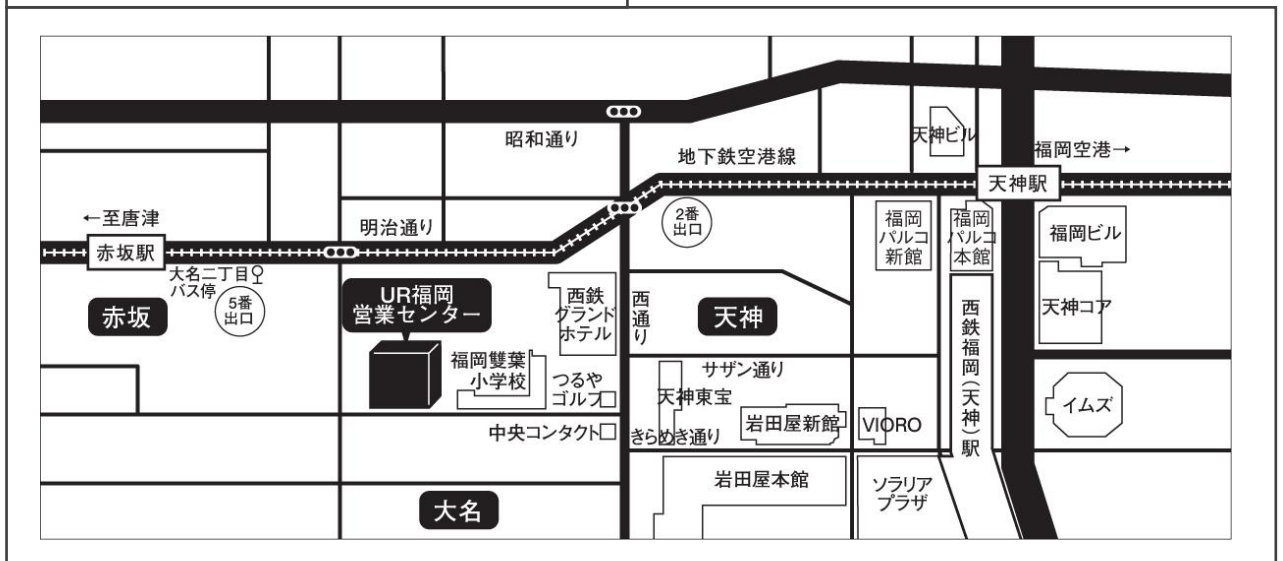 昭和通り
天神ビル
地下鉄空港線
福岡空港→
天神駅
←至唐津
明治通り
2番
出口
福岡
パルコ
新館
福岡
パルコ
本館
福岡ビル
赤坂駅
大名二丁目
バス停
5番
出口
赤坂
UR福岡
営業センター
西鉄
グランド
ホテル
西通り
天神
西鉄福岡(天神)駅
天神コア
福岡雙葉
小学校
つるや
ゴルフ
サザン通り
天神東宝
イムズ
中央コンタクト
きらめき通り
岩田屋新館
VIORO
岩田屋本館
ソラリア
プラザ
大名